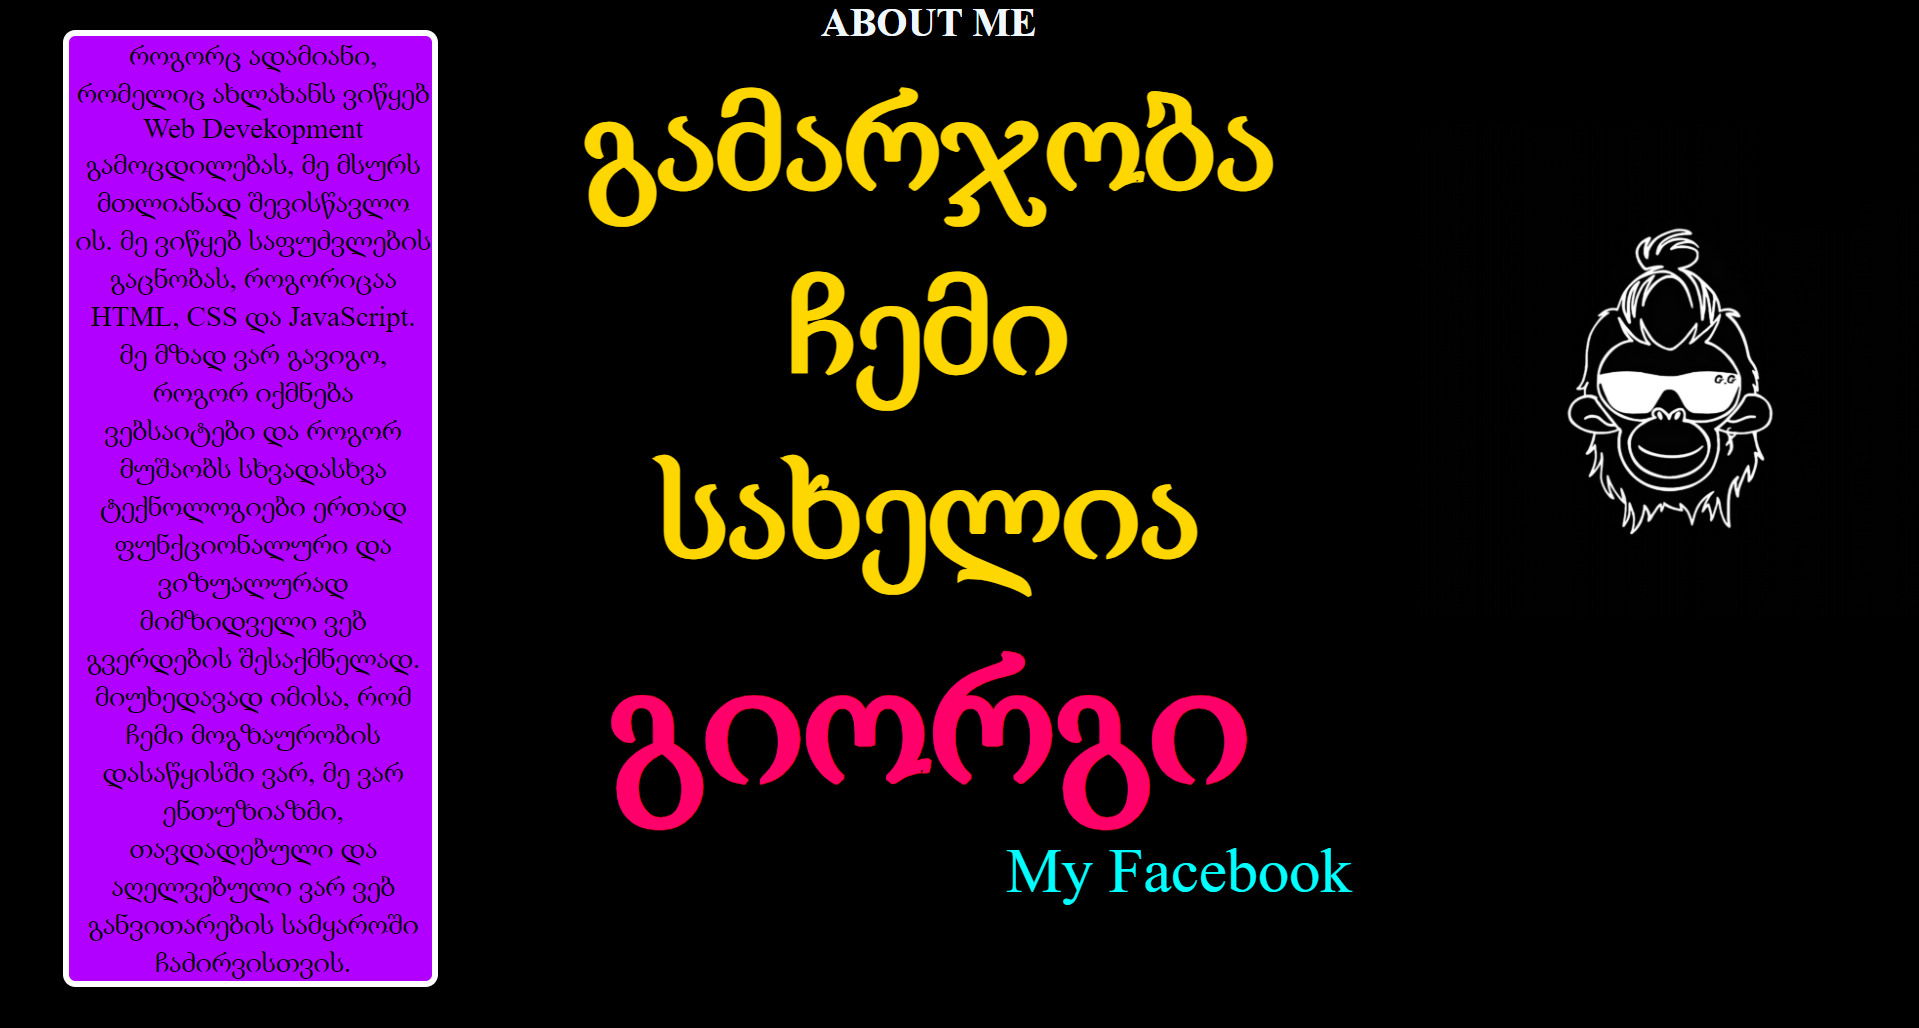 ABOUT ME
როგორც ადამიანი,
რომელიც ახლახანს ვიწყებ
Web Devekopment
გამოცდილებას, მე მსურს
მთლიანად შევისწავლო
ის. მე ვიწყებ საფუძვლების
გაცნობას, როგორიცაა
HTML, CSS და JavaScript.
მე მზად ვარ გავიგო,
როგორ იქმნება
ვებსაიტები და როგორ
მუშაობს სხვადასხვა
ტექნოლოგიები ერთად
ფუნქციონალური და
ვიზუალურად
მიმზიდველი ვებ
გვერდების შესაქმნელად.
მიუხედავად იმისა, რომ
ჩემი მოგზაურობის
დასაწყისში ვარ, მე ვარ
ენთუზიაზმი,
თავდადებული და
აღელვებული ვარ ვებ
განვითარების სამყაროში
ჩაძირვისთვის.
გამარჯობა
ჩემი
სახელია
გიორგი
My Facebook
G.G